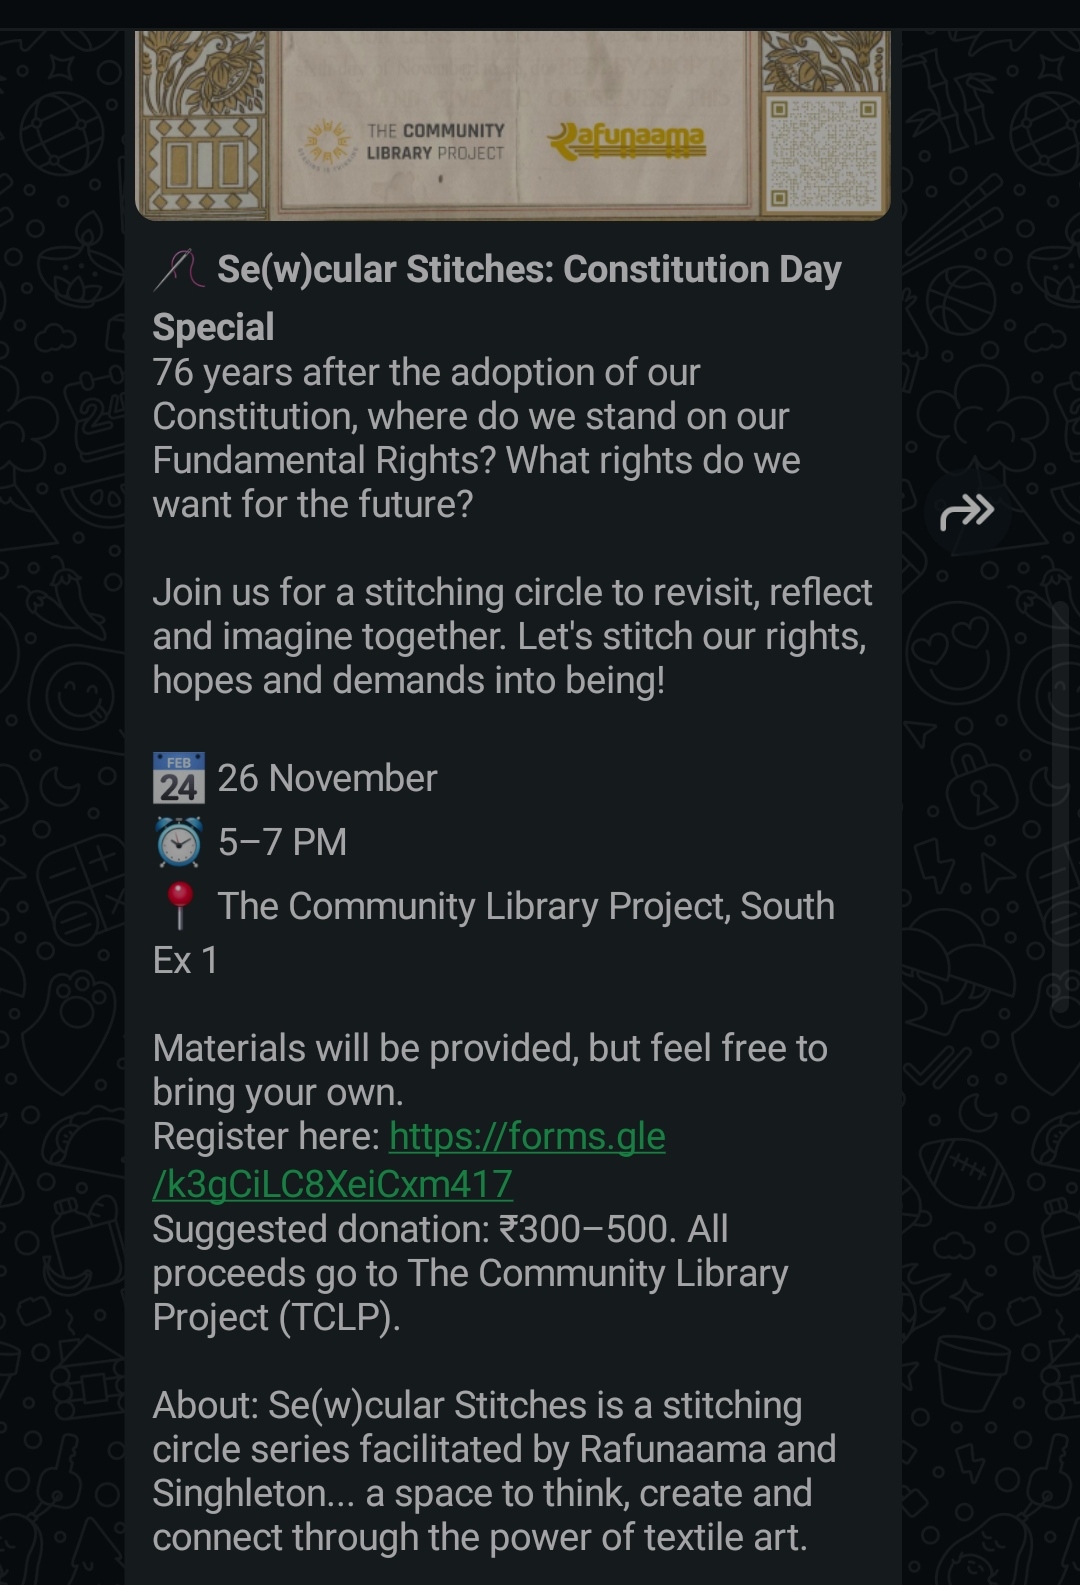 THE COMMUNITY
LIBRARY PROJECT
Rafunaama
Se(w)cular Stitches: Constitution Day
Special
76 years after the adoption of our
Constitution, where do we stand on our
Fundamental Rights? What rights do we
want for the future?
Join us for a stitching circle to revisit, reflect
and imagine together. Let's stitch our rights,
hopes and demands into being!
FEB
24
26 November
5–7 PM
The Community Library Project, South
Ex 1
Materials will be provided, but feel free to
bring your own.
Register here: https://forms.gle
/k3gCiLC8XeiCxm417
Suggested donation: ₹300–500. All
proceeds go to The Community Library
Project (TCLP).
About: Se(w)cular Stitches is a stitching
circle series facilitated by Rafunaama and
Singhleton... a space to think, create and
connect through the power of textile art.